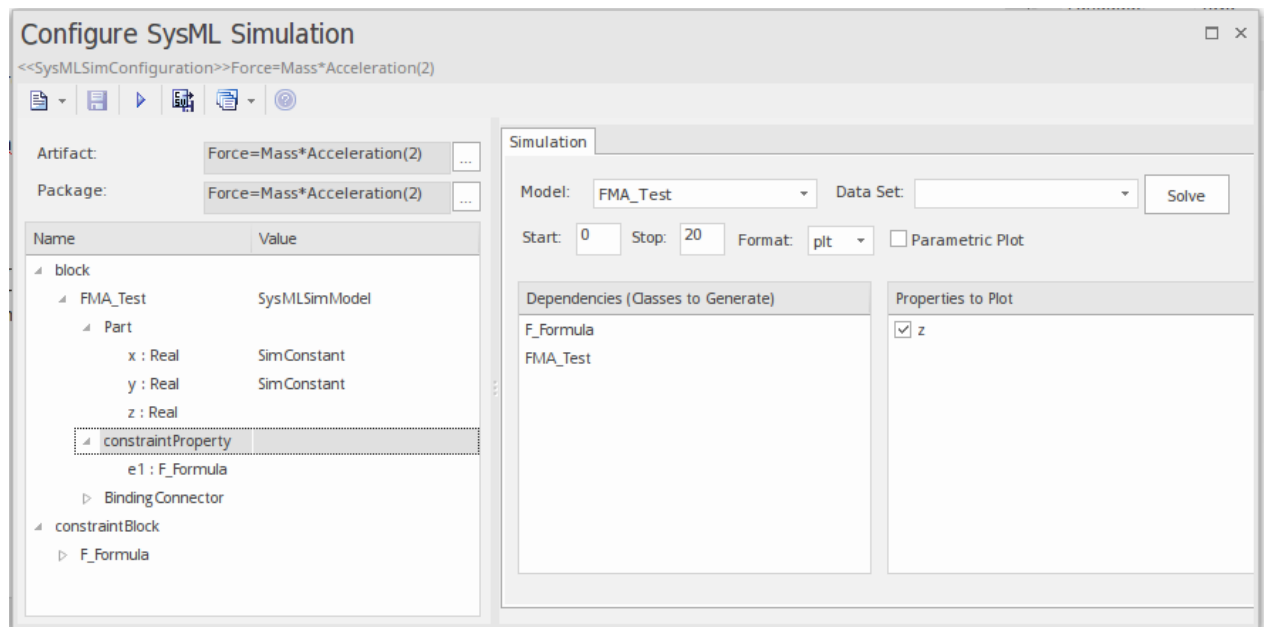 Configure SysML Simulation
<<SysMLSimConfiguration>>Force=Mass*Acceleration(2)
Artifact: Force=Mass*Acceleration(2) ...
Package: Force=Mass*Acceleration(2) ...
Name Value
block
FMA_Test SysMLSimModel
Part
x : Real SimConstant
y : Real SimConstant
z : Real
constraintProperty
e1 : F_Formula
BindingConnector
constraintBlock
F_Formula
Simulation
Model: FMA_Test Data Set: Solve
Start: 0 Stop: 20 Format: plt Parametric Plot
Dependencies (Classes to Generate)
F_Formula
FMA_Test
Properties to Plot
z